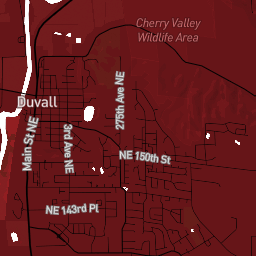 Cherry Valley
Wildlife Area
275th Ave NE
Duvall
Main St NE
3rd Ave NE
NE 150th St
NE 143rd Pl